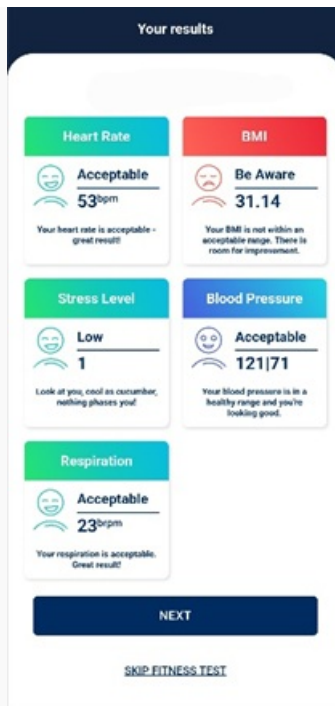 Your results
Heart Rate
Acceptable
53bpm
Your heart rate is acceptable -
great result!
BMI
Be Aware
31.14
Your BMI is not within an
acceptable range. There is
room for improvement.
Stress Level
Low
1
Look at you, cool as cucumber,
nothing phases you!
Blood Pressure
Acceptable
121|71
Your blood pressure is in a
healthy range and you're
looking good.
Respiration
Acceptable
23brpm
Your respiration is acceptable.
Great result!
NEXT
SKIP FITNESS TEST